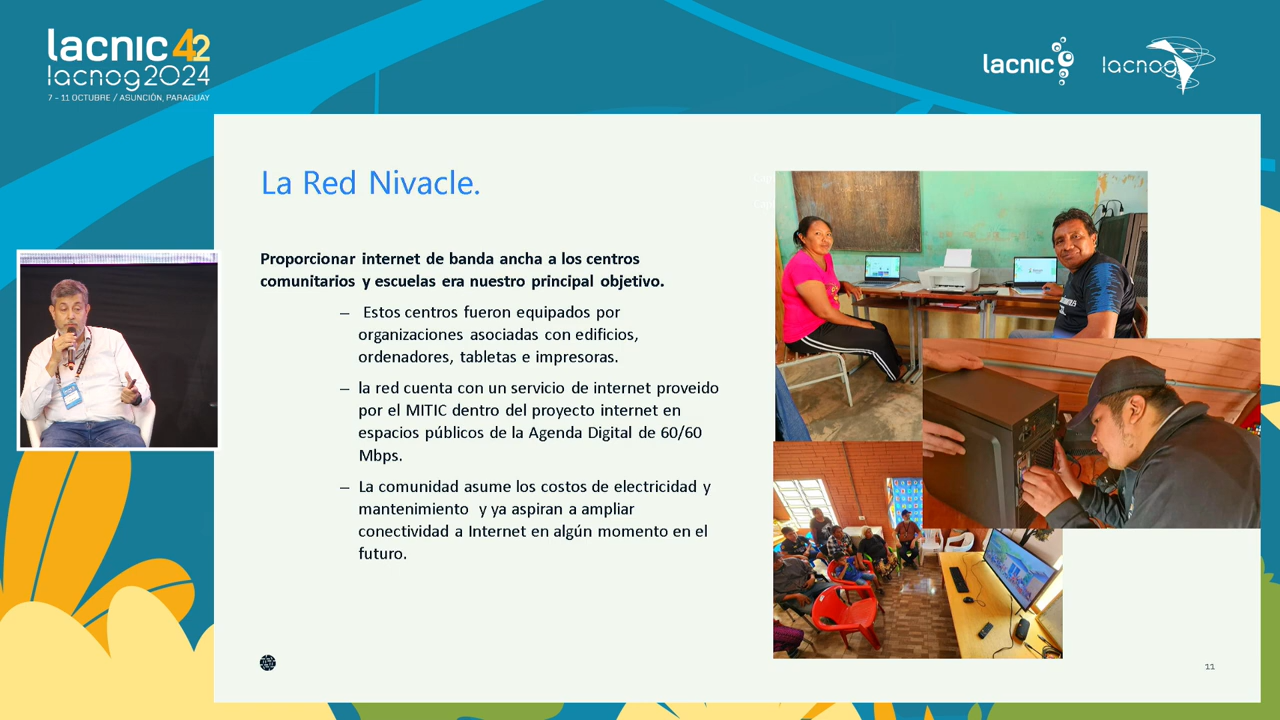 lacnic 42
lacnog2024
7 - 11 OCTUBRE / ASUNCIÓN, PARAGUAY
lacnic
lacnog
La Red Nivacle.
Proporcionar internet de banda ancha a los centros
comunitarios y escuelas era nuestro principal objetivo.
– Estos centros fueron equipados por
organizaciones asociadas con edificios,
ordenadores, tabletas e impresoras.
– la red cuenta con un servicio de internet proveido
por el MITIC dentro del proyecto internet en
espacios públicos de la Agenda Digital de 60/60
Mbps.
– La comunidad asume los costos de electricidad y
mantenimiento y ya aspiran a ampliar
conectividad a Internet en algún momento en el
futuro.
11